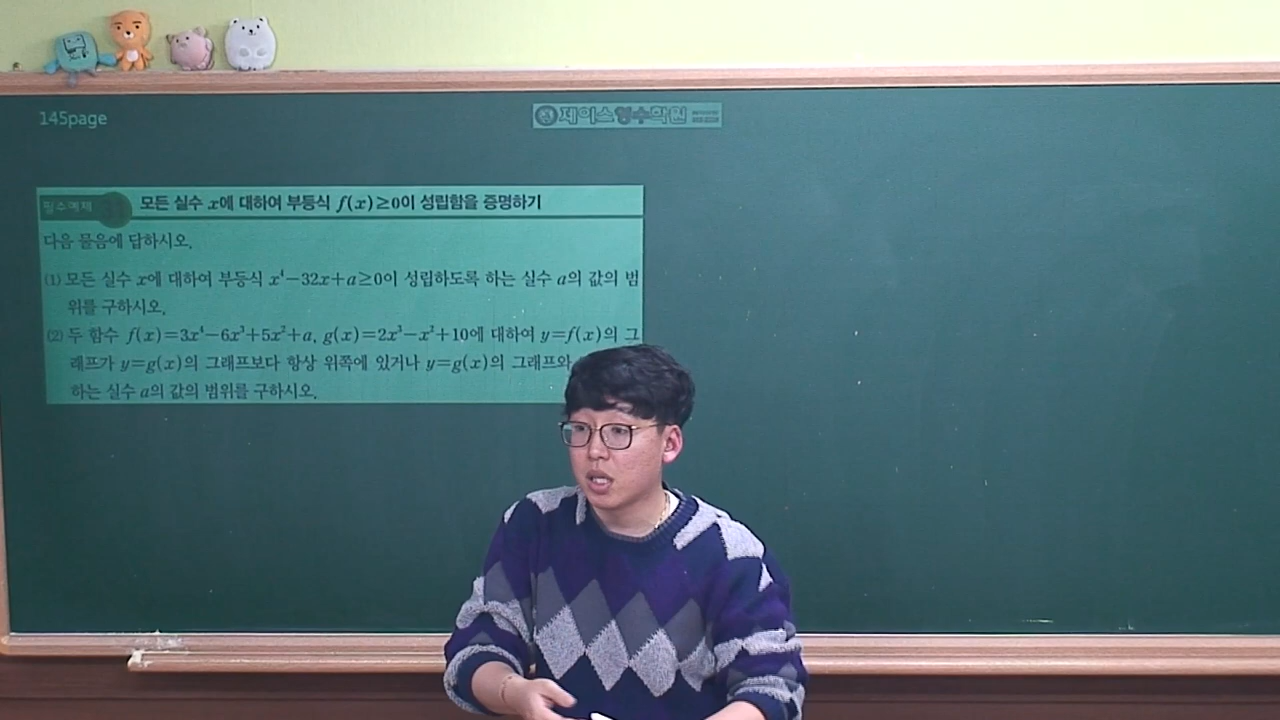 145page
제이스영수학원
필수예제
모든 실수 x에 대하여 부등식 f(x)≥0이 성립함을 증명하기
다음 물음에 답하시오.
(1) 모든 실수 x에 대하여 부등식 x⁴−32x+a≥0이 성립하도록 하는 실수 a의 값의 범
위를 구하시오.
(2) 두 함수 f(x)=3x⁴−6x³+5x²+a, g(x)=2x³−x²+10에 대하여 y=f(x)의 그
래프가 y=g(x)의 그래프보다 항상 위쪽에 있거나 y=g(x)의 그래프와
하는 실수 a의 값의 범위를 구하시오.